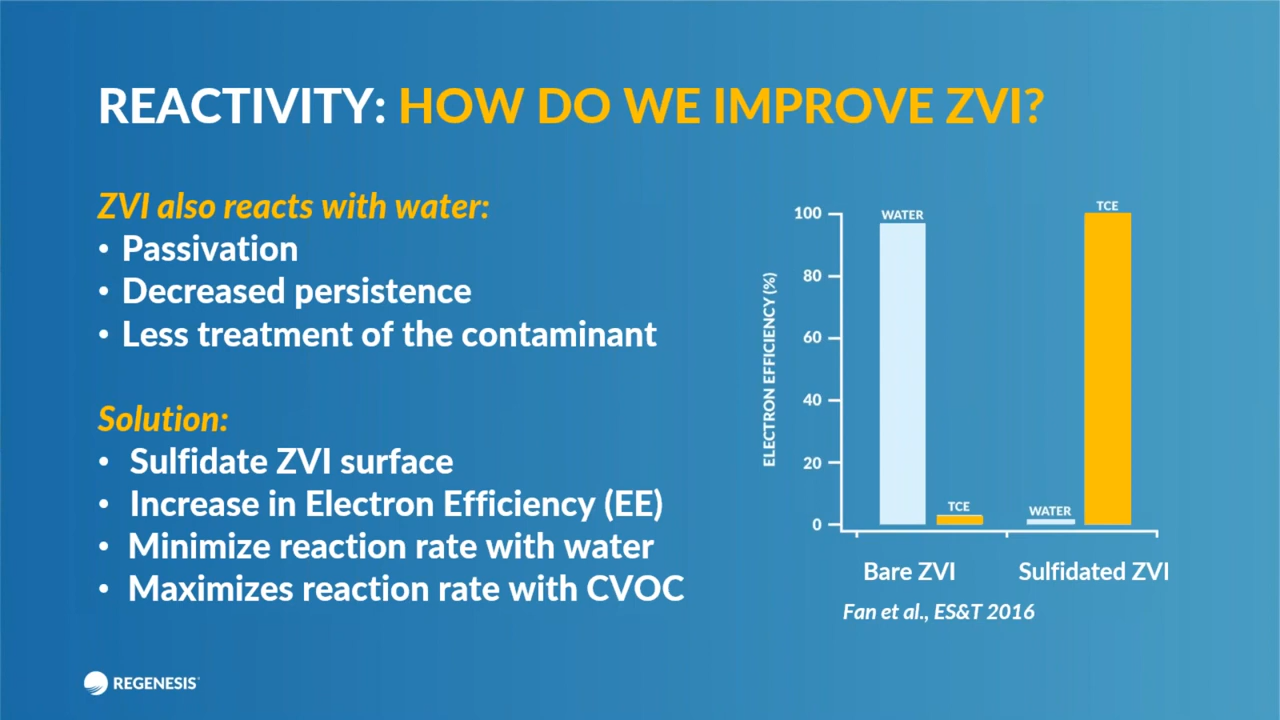 REACTIVITY: HOW DO WE IMPROVE ZVI?
ZVI also reacts with water:
• Passivation
• Decreased persistence
• Less treatment of the contaminant
Solution:
• Sulfidate ZVI surface
• Increase in Electron Efficiency (EE)
• Minimize reaction rate with water
• Maximizes reaction rate with CVOC
ELECTRON EFFICIENCY (%)
100
80
60
40
20
0
WATER
TCE
WATER
TCE
Bare ZVI
Sulfidated ZVI
Fan et al., ES&T 2016
REGENESIS